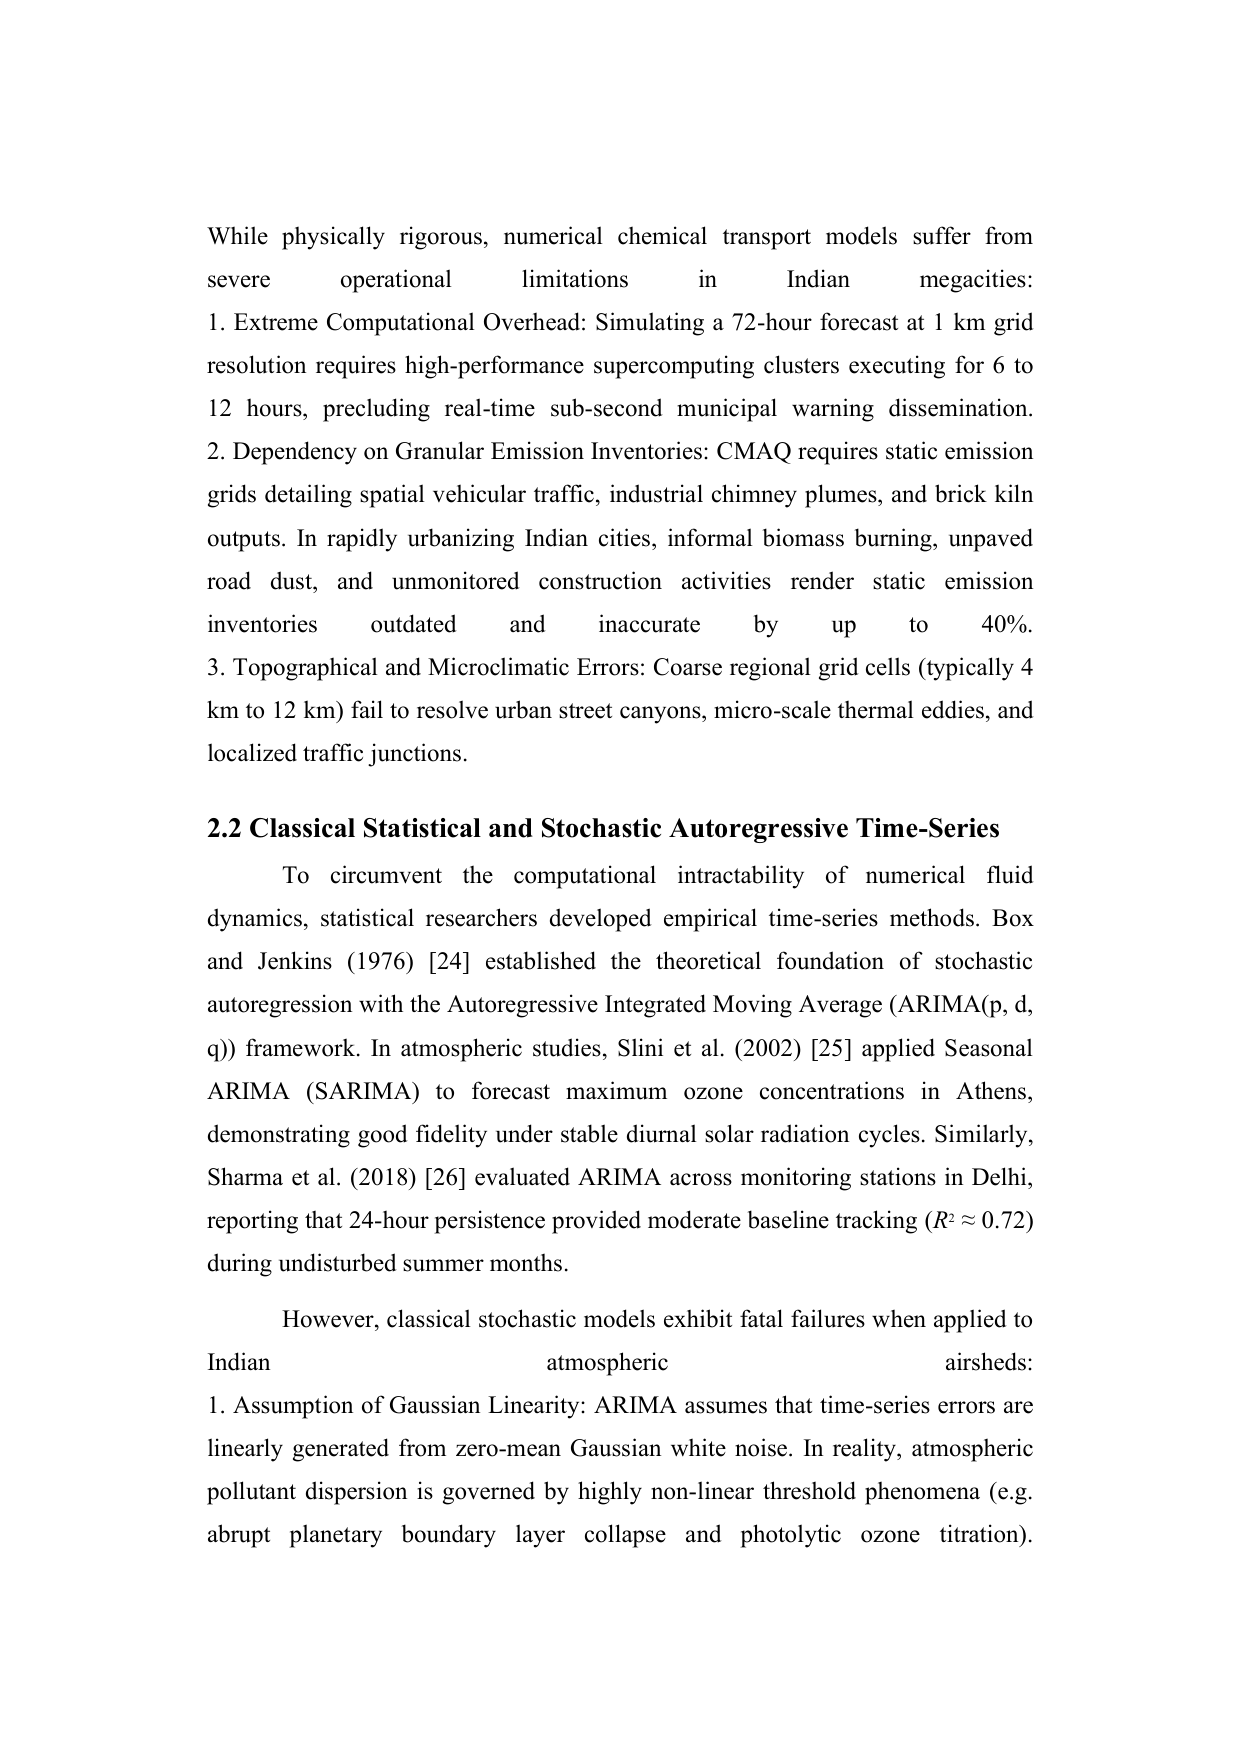 While physically rigorous, numerical chemical transport models suffer from
severe operational limitations in Indian megacities:
1. Extreme Computational Overhead: Simulating a 72-hour forecast at 1 km grid
resolution requires high-performance supercomputing clusters executing for 6 to
12 hours, precluding real-time sub-second municipal warning dissemination.
2. Dependency on Granular Emission Inventories: CMAQ requires static emission
grids detailing spatial vehicular traffic, industrial chimney plumes, and brick kiln
outputs. In rapidly urbanizing Indian cities, informal biomass burning, unpaved
road dust, and unmonitored construction activities render static emission
inventories outdated and inaccurate by up to 40%.
3. Topographical and Microclimatic Errors: Coarse regional grid cells (typically 4
km to 12 km) fail to resolve urban street canyons, micro-scale thermal eddies, and
localized traffic junctions.
2.2 Classical Statistical and Stochastic Autoregressive Time-Series
To circumvent the computational intractability of numerical fluid
dynamics, statistical researchers developed empirical time-series methods. Box
and Jenkins (1976) [24] established the theoretical foundation of stochastic
autoregression with the Autoregressive Integrated Moving Average (ARIMA(p, d,
q)) framework. In atmospheric studies, Slini et al. (2002) [25] applied Seasonal
ARIMA (SARIMA) to forecast maximum ozone concentrations in Athens,
demonstrating good fidelity under stable diurnal solar radiation cycles. Similarly,
Sharma et al. (2018) [26] evaluated ARIMA across monitoring stations in Delhi,
reporting that 24-hour persistence provided moderate baseline tracking (R² ≈ 0.72)
during undisturbed summer months.
However, classical stochastic models exhibit fatal failures when applied to
Indian atmospheric airsheds:
1. Assumption of Gaussian Linearity: ARIMA assumes that time-series errors are
linearly generated from zero-mean Gaussian white noise. In reality, atmospheric
pollutant dispersion is governed by highly non-linear threshold phenomena (e.g.
abrupt planetary boundary layer collapse and photolytic ozone titration).